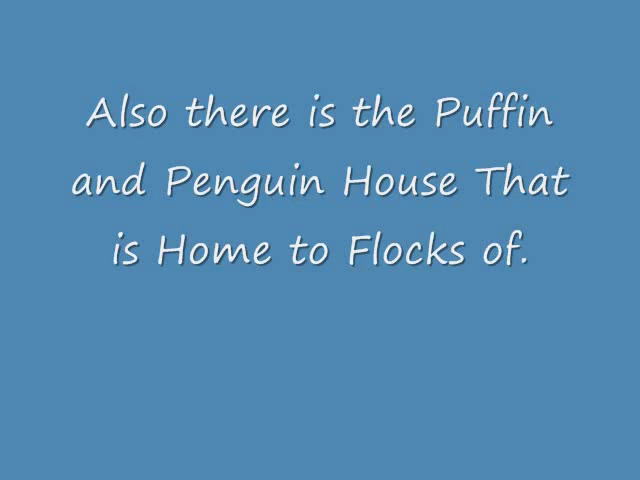 Also there is the Puffin
and Penguin House That
is Home to Flocks of.